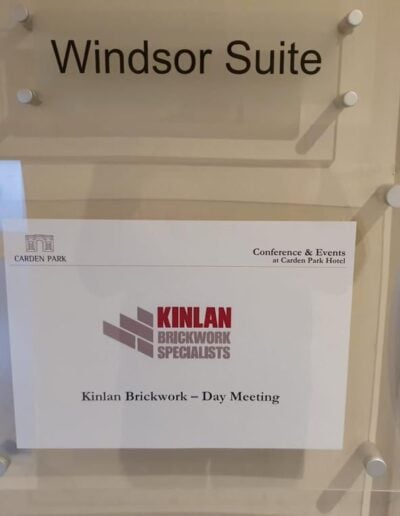 Windsor Suite
CARDEN PARK
Conference & Events
at Carden Park Hotel
KINLAN
BRICKWORK
SPECIALISTS
Kinlan Brickwork – Day Meeting